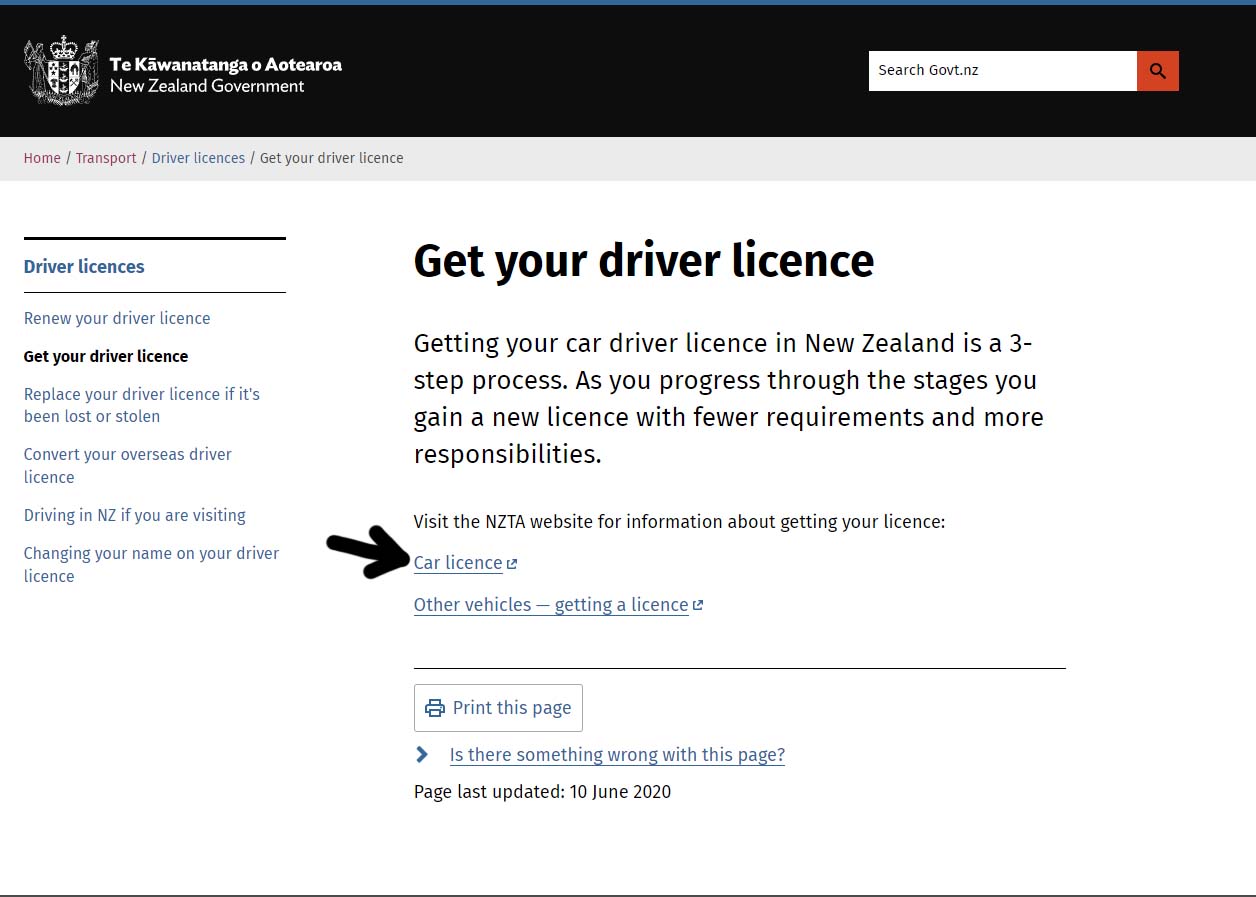 Te Kāwanatanga o Aotearoa
New Zealand Government
Search Govt.nz
Home / Transport / Driver licences / Get your driver licence
Driver licences
Renew your driver licence
Get your driver licence
Replace your driver licence if it's
been lost or stolen
Convert your overseas driver
licence
Driving in NZ if you are visiting
Changing your name on your driver
licence
Get your driver licence
Getting your car driver licence in New Zealand is a 3-
step process. As you progress through the stages you
gain a new licence with fewer requirements and more
responsibilities.
Visit the NZTA website for information about getting your licence:
Car licence
Other vehicles — getting a licence
Print this page
Is there something wrong with this page?
Page last updated: 10 June 2020